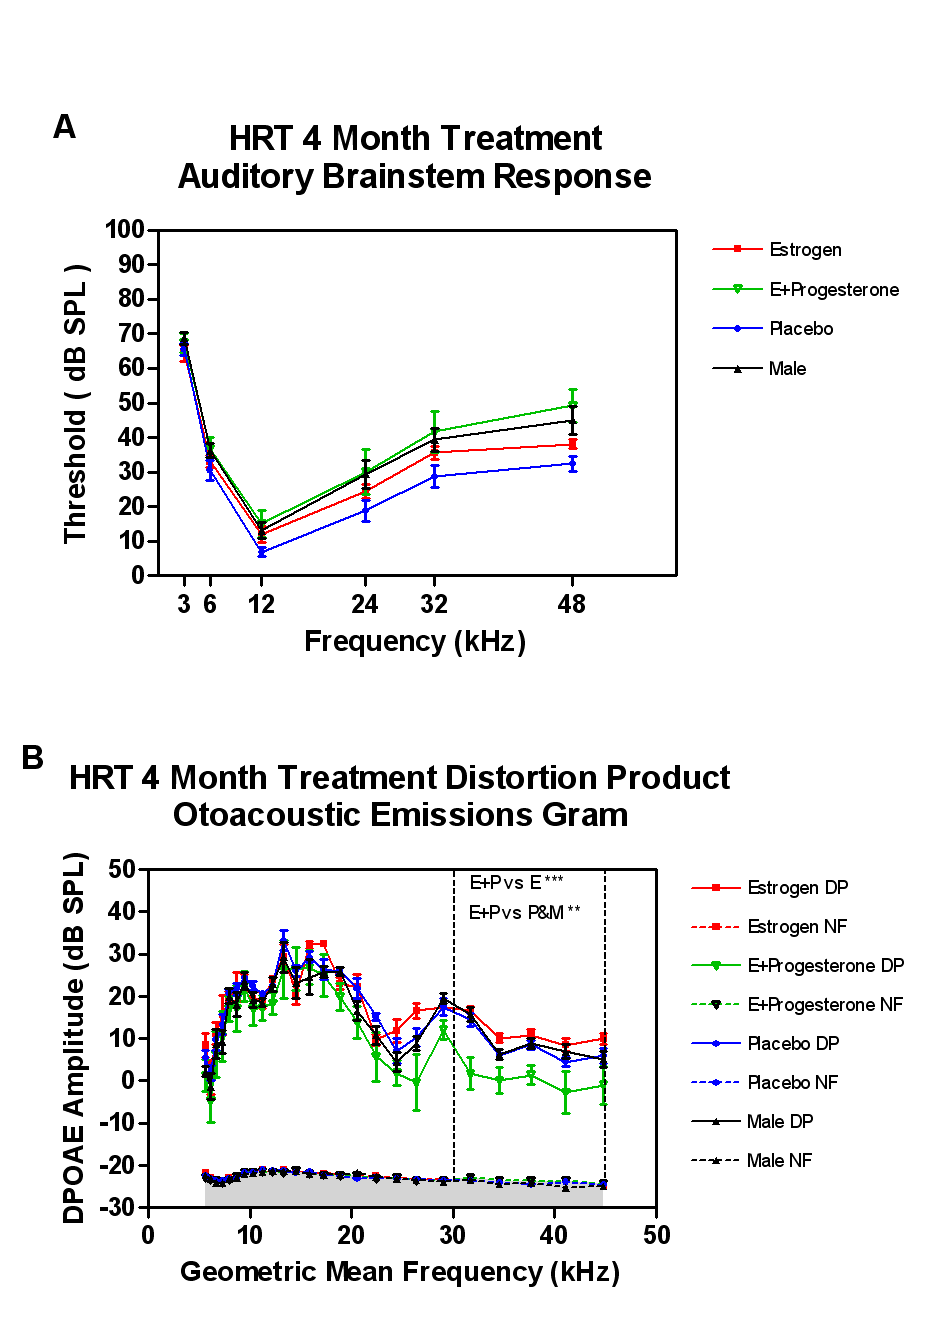 A
HRT 4 Month Treatment
Auditory Brainstem Response
100
90
80
70
60
50
40
30
20
10
0
Threshold ( dB SPL )
3 6 12 24 32 48
Frequency (kHz)
Estrogen
E+Progesterone
Placebo
Male
B
HRT 4 Month Treatment Distortion Product
Otoacoustic Emissions Gram
50
40
30
20
10
0
-10
-20
-30
DPOAE Amplitude (dB SPL)
E+P vs E ***
E+P vs P&M **
0 10 20 30 40 50
Geometric Mean Frequency (kHz)
Estrogen DP
Estrogen NF
E+Progesterone DP
E+Progesterone NF
Placebo DP
Placebo NF
Male DP
Male NF